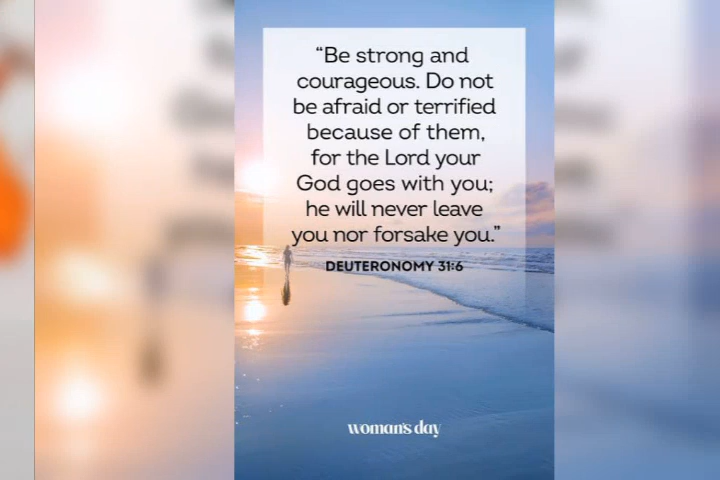 “Be strong and
courageous. Do not
be afraid or terrified
because of them,
for the Lord your
God goes with you;
he will never leave
you nor forsake you.”
DEUTERONOMY 31:6
woman's day